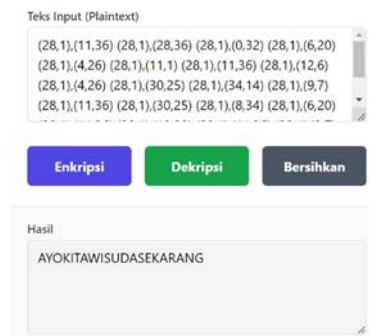 Teks Input (Plaintext)
(28,1),(11,36) (28,1),(28,36) (28,1),(0,32) (28,1),(6,20)
(28,1),(4,26) (28,1),(11,1) (28,1),(11,36) (28,1),(12,6)
(28,1),(4,26) (28,1),(30,25) (28,1),(34,14) (28,1),(9,7)
(28,1),(11,36) (28,1),(30,25) (28,1),(8,34) (28,1),(6,20)
Enkripsi Dekripsi Bersihkan
Hasil
AYOKITAWISUDASEKARANG